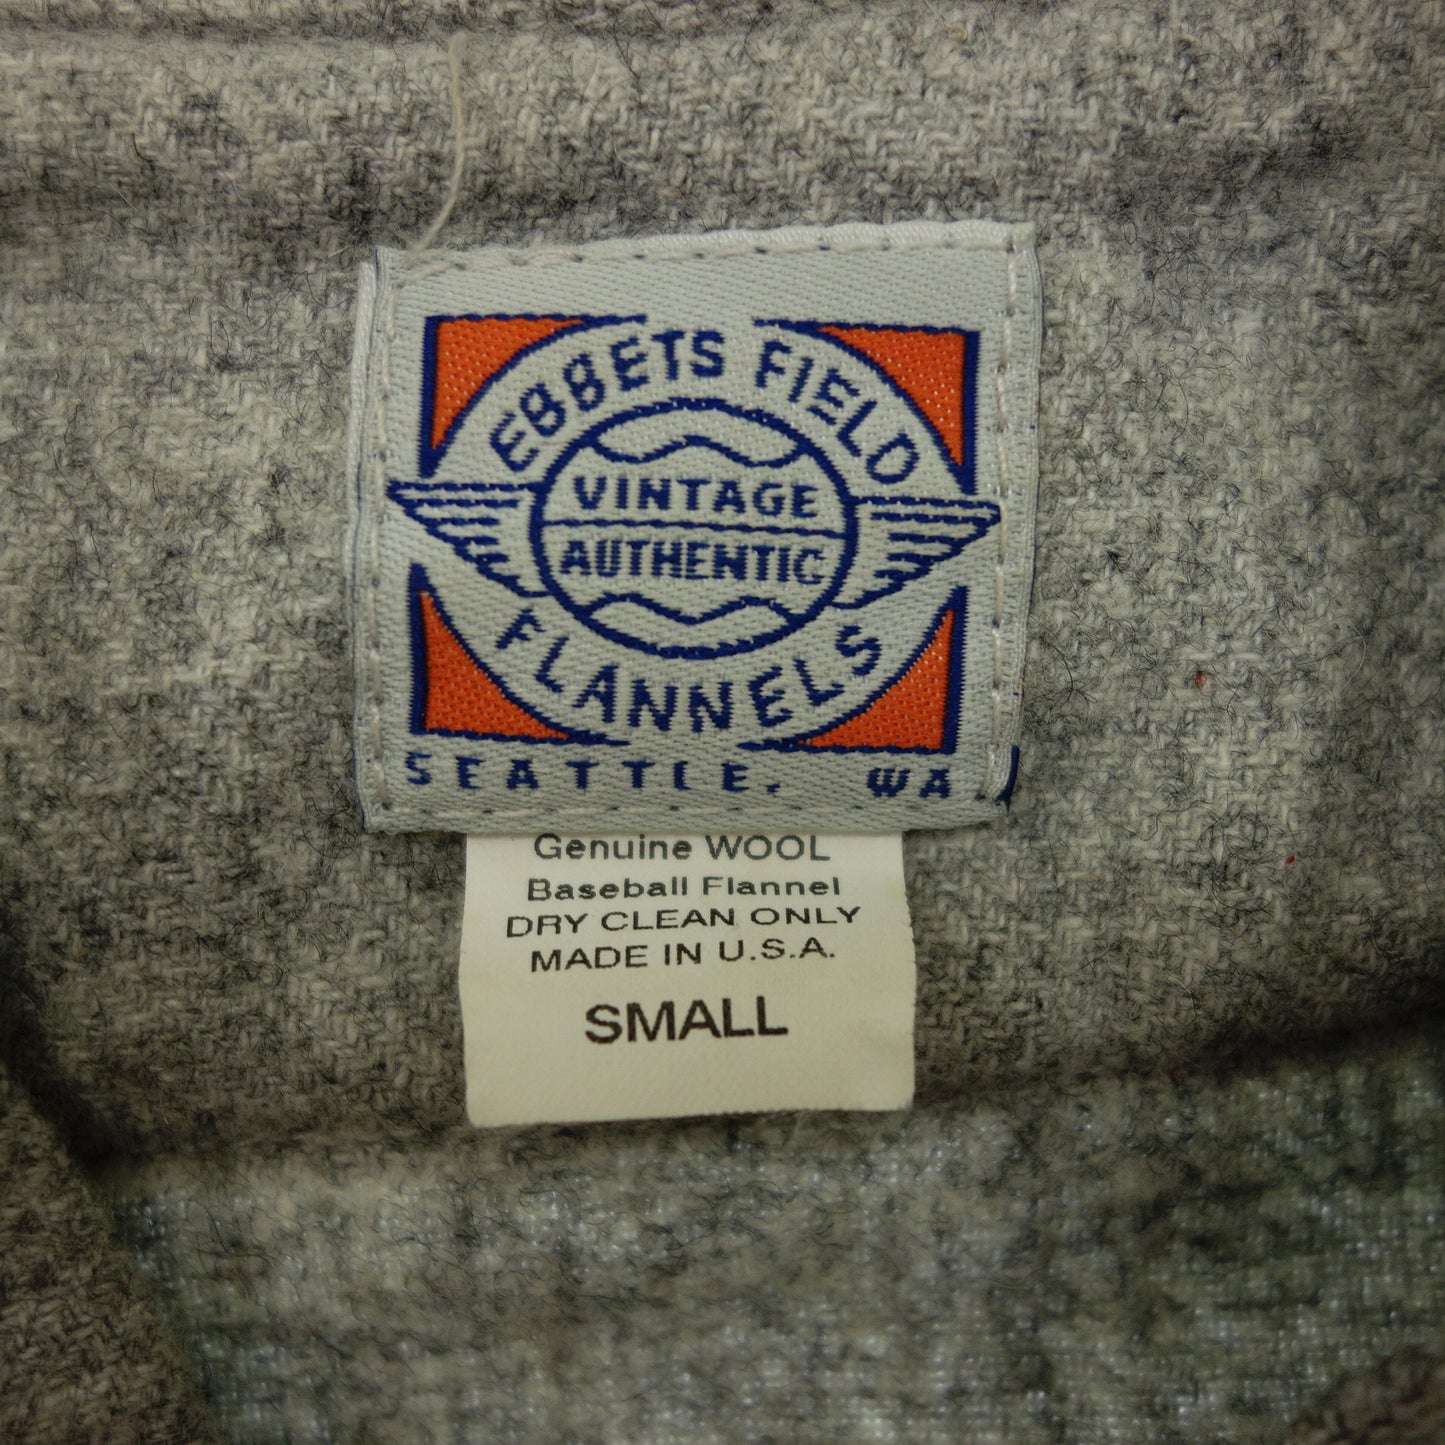 EBBETS FIELD
VINTAGE
AUTHENTIC
FLANNELS
SEATTLE, WA
Genuine WOOL
Baseball Flannel
DRY CLEAN ONLY
MADE IN U.S.A.
SMALL